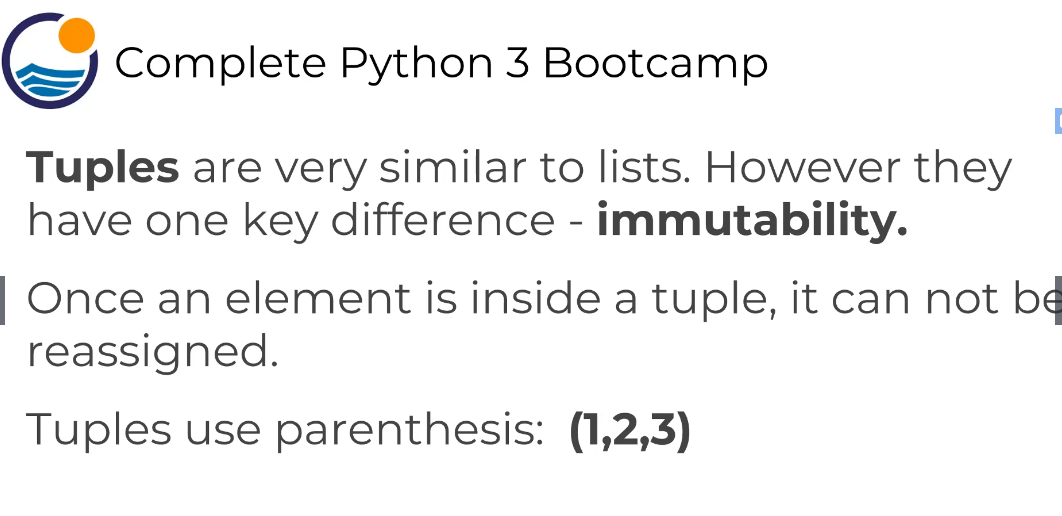 Complete Python 3 Bootcamp
Tuples are very similar to lists. However they
have one key difference - immutability.
Once an element is inside a tuple, it can not be
reassigned.
Tuples use parenthesis: (1,2,3)